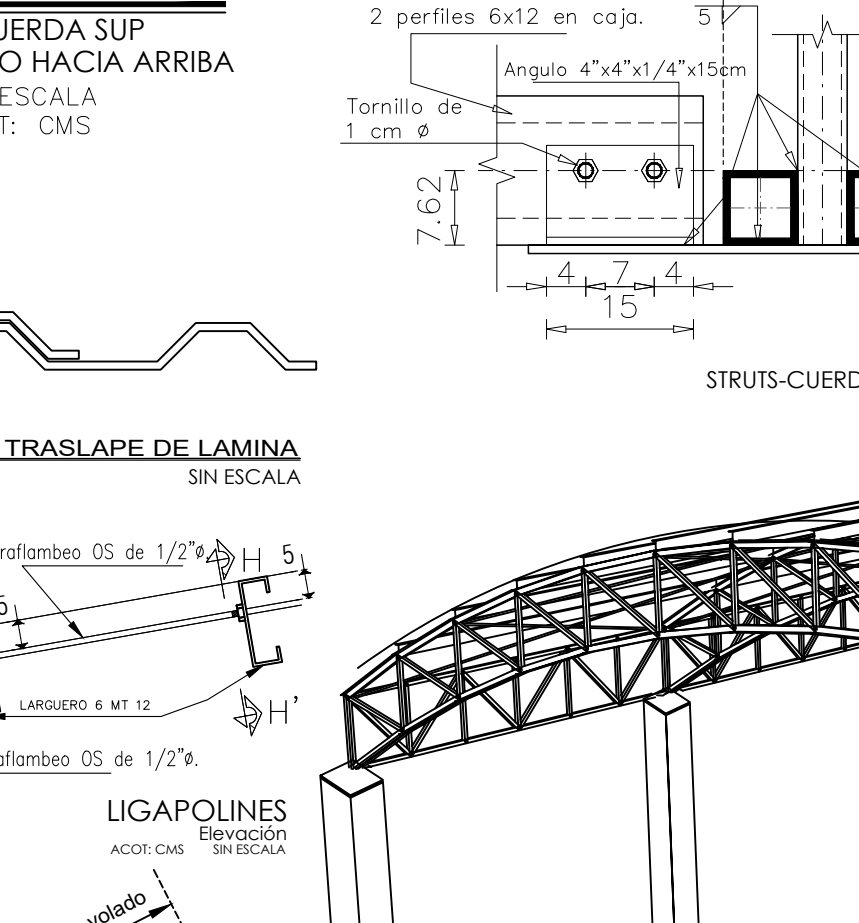 UERDA SUP
O HACIA ARRIBA
ESCALA
T: CMS
2 perfiles 6x12 en caja.
5
Angulo 4"x4"x1/4"x15cm
Tornillo de
1 cm ø
7.62
4 7 4
15
STRUTS-CUERD
TRASLAPE DE LAMINA
SIN ESCALA
raflambeo OS de 1/2"ø.
H
5
LARGUERO 6 MT 12
H'
aflambeo OS de 1/2"ø.
LIGAPOLINES
Elevación
ACOT: CMS SIN ESCALA
volado